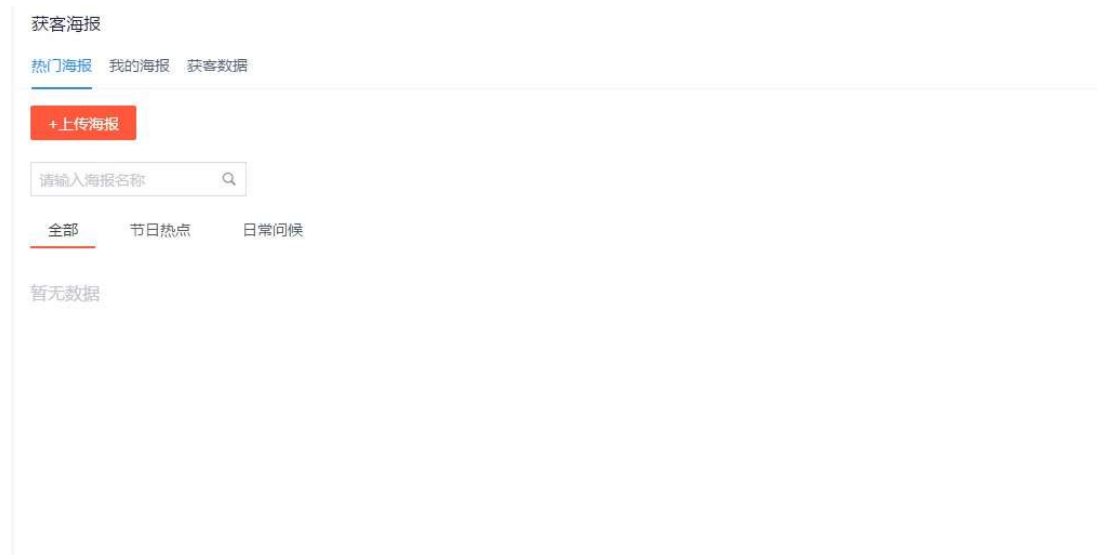 获客海报
热门海报 我的海报 获客数据
+上传海报
请输入海报名称
全部 节日热点 日常问候
暂无数据